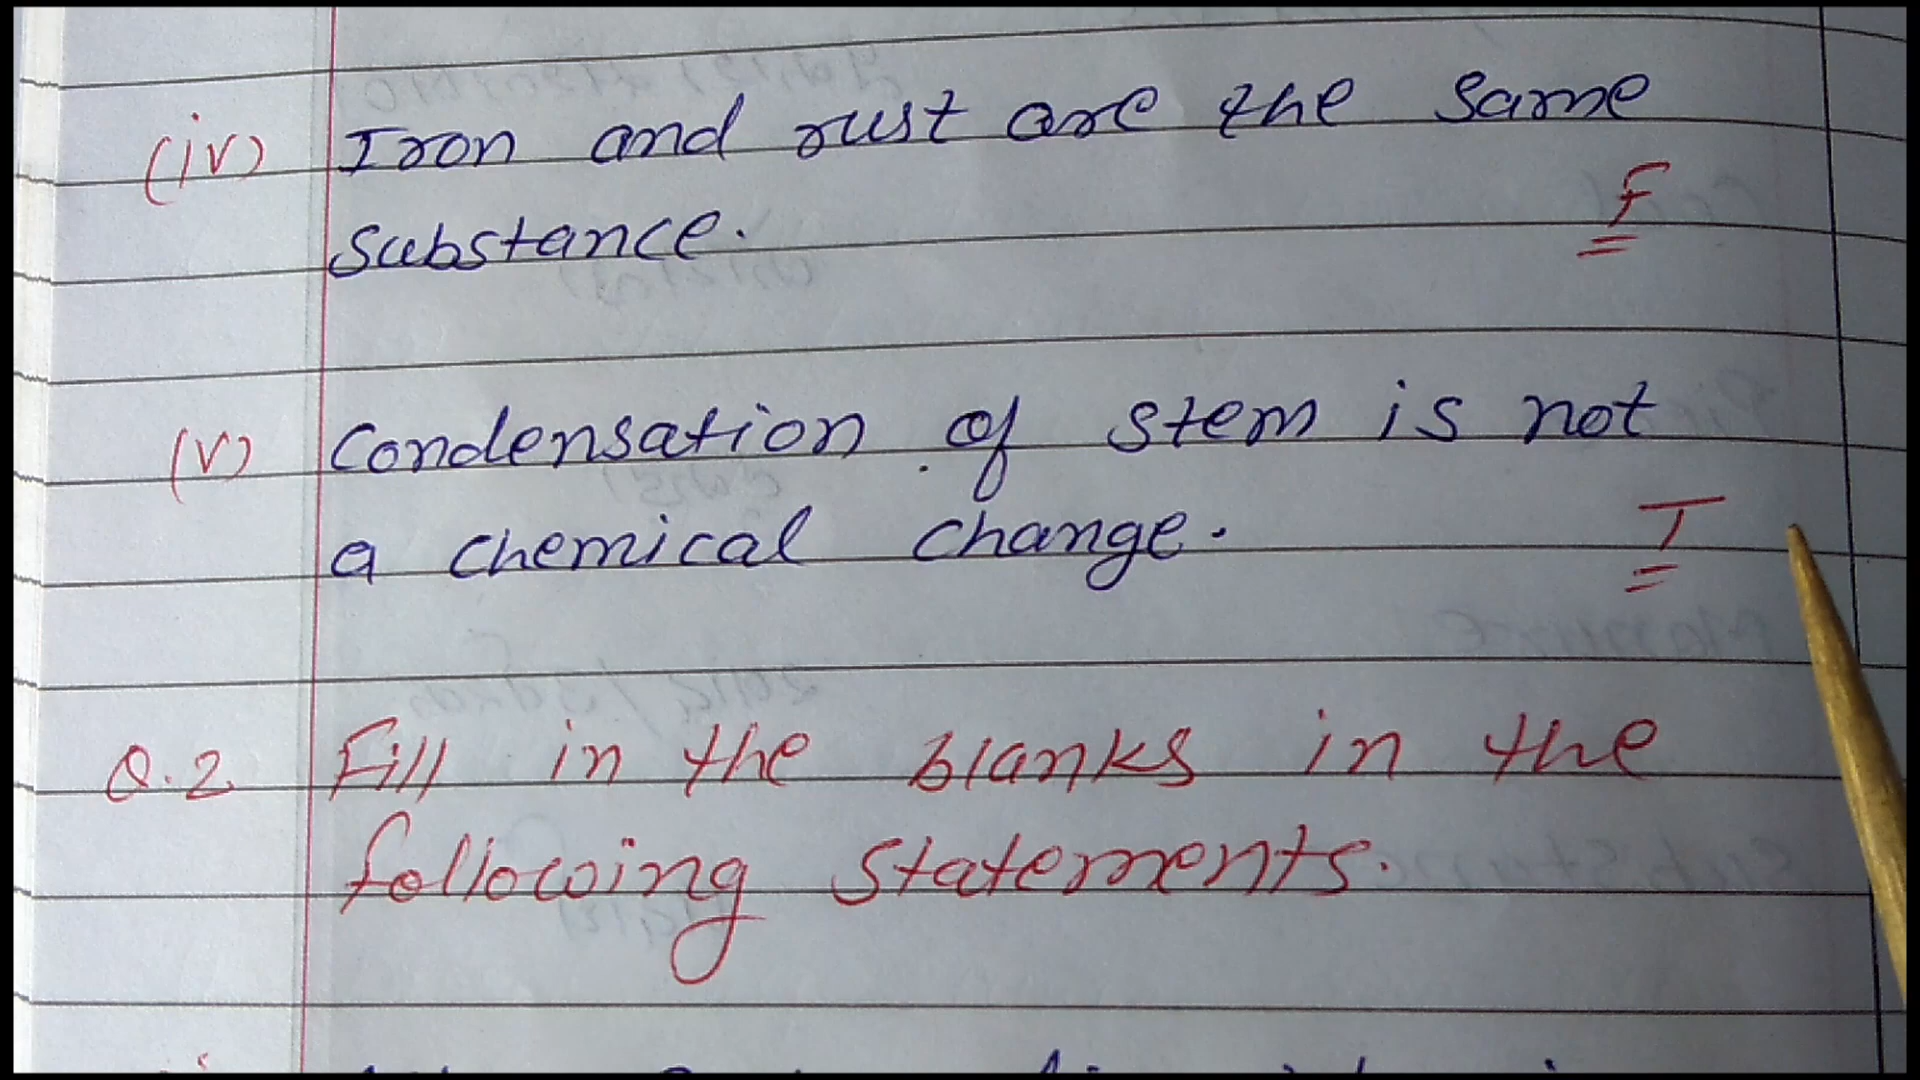 (iv) Iron and rust are the same
F
substance.
(v) Condensation of stem is not
T
a chemical change.
Q.2 Fill in the blanks in the
following statements.